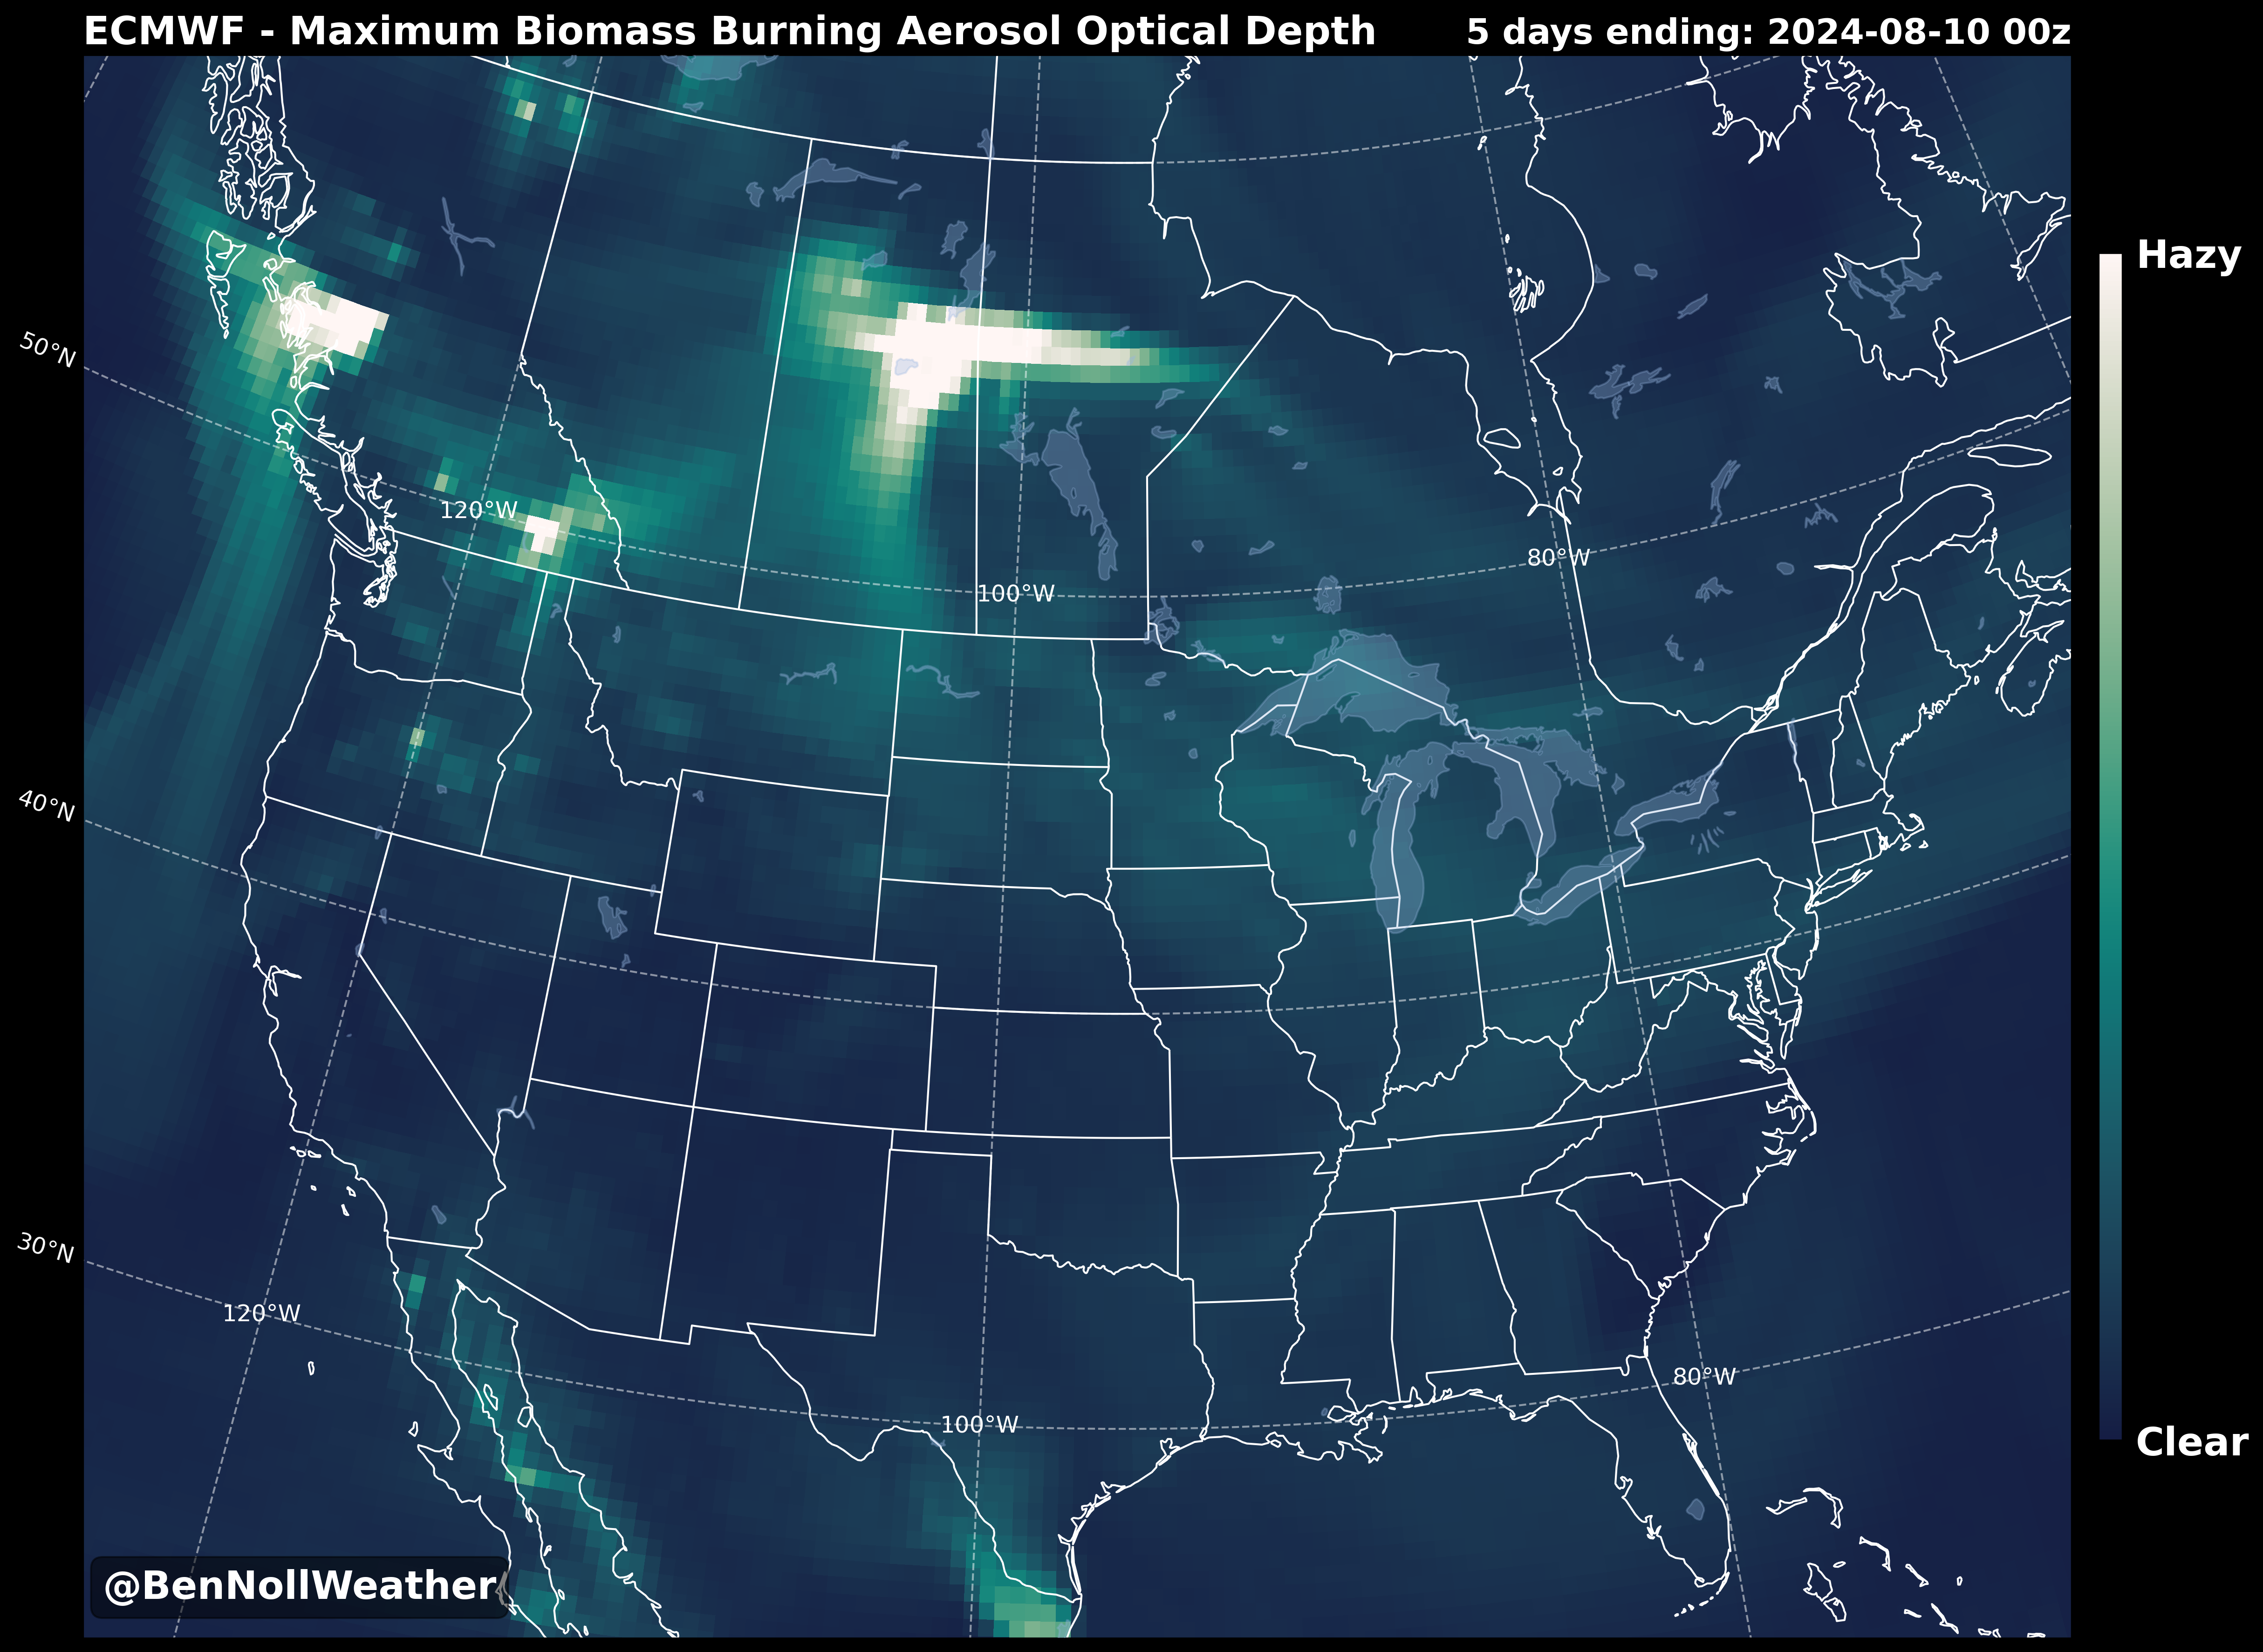 ECMWF - Maximum Biomass Burning Aerosol Optical Depth
5 days ending: 2024-08-10 00z
Hazy
50°N
120°W
80°W
100°W
40°N
30°N
120°W
80°W
100°W
Clear
@BenNollWeather